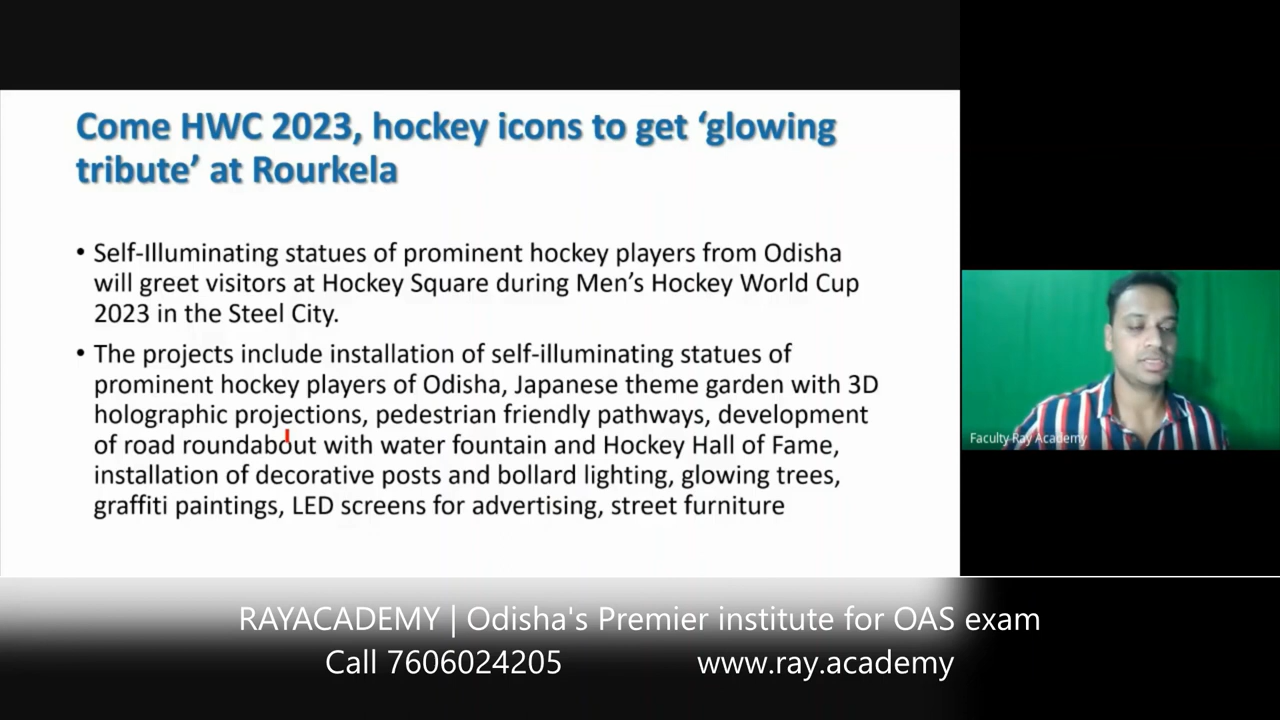 Come HWC 2023, hockey icons to get ‘glowing
tribute’ at Rourkela
• Self-Illuminating statues of prominent hockey players from Odisha
will greet visitors at Hockey Square during Men’s Hockey World Cup
2023 in the Steel City.
• The projects include installation of self-illuminating statues of
prominent hockey players of Odisha, Japanese theme garden with 3D
holographic projections, pedestrian friendly pathways, development
of road roundabout with water fountain and Hockey Hall of Fame,
installation of decorative posts and bollard lighting, glowing trees,
graffiti paintings, LED screens for advertising, street furniture
Faculty Ray Academy
RAYACADEMY | Odisha's Premier institute for OAS exam
Call 7606024205 www.ray.academy